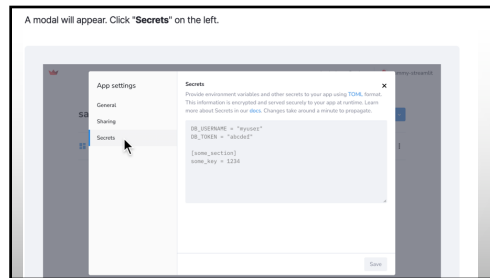 A modal will appear. Click "Secrets" on the left.
App settings
General
Sharing
Secrets
Secrets
Provide environment variables and other secrets to your app using TOML format.
This information is encrypted and served securely to your app at runtime. Learn
more about Secrets in our docs. Changes take around a minute to propagate.
DB_USERNAME = "myuser"
DB_TOKEN = "abcdef"
[some_section]
some_key = 1234
Save